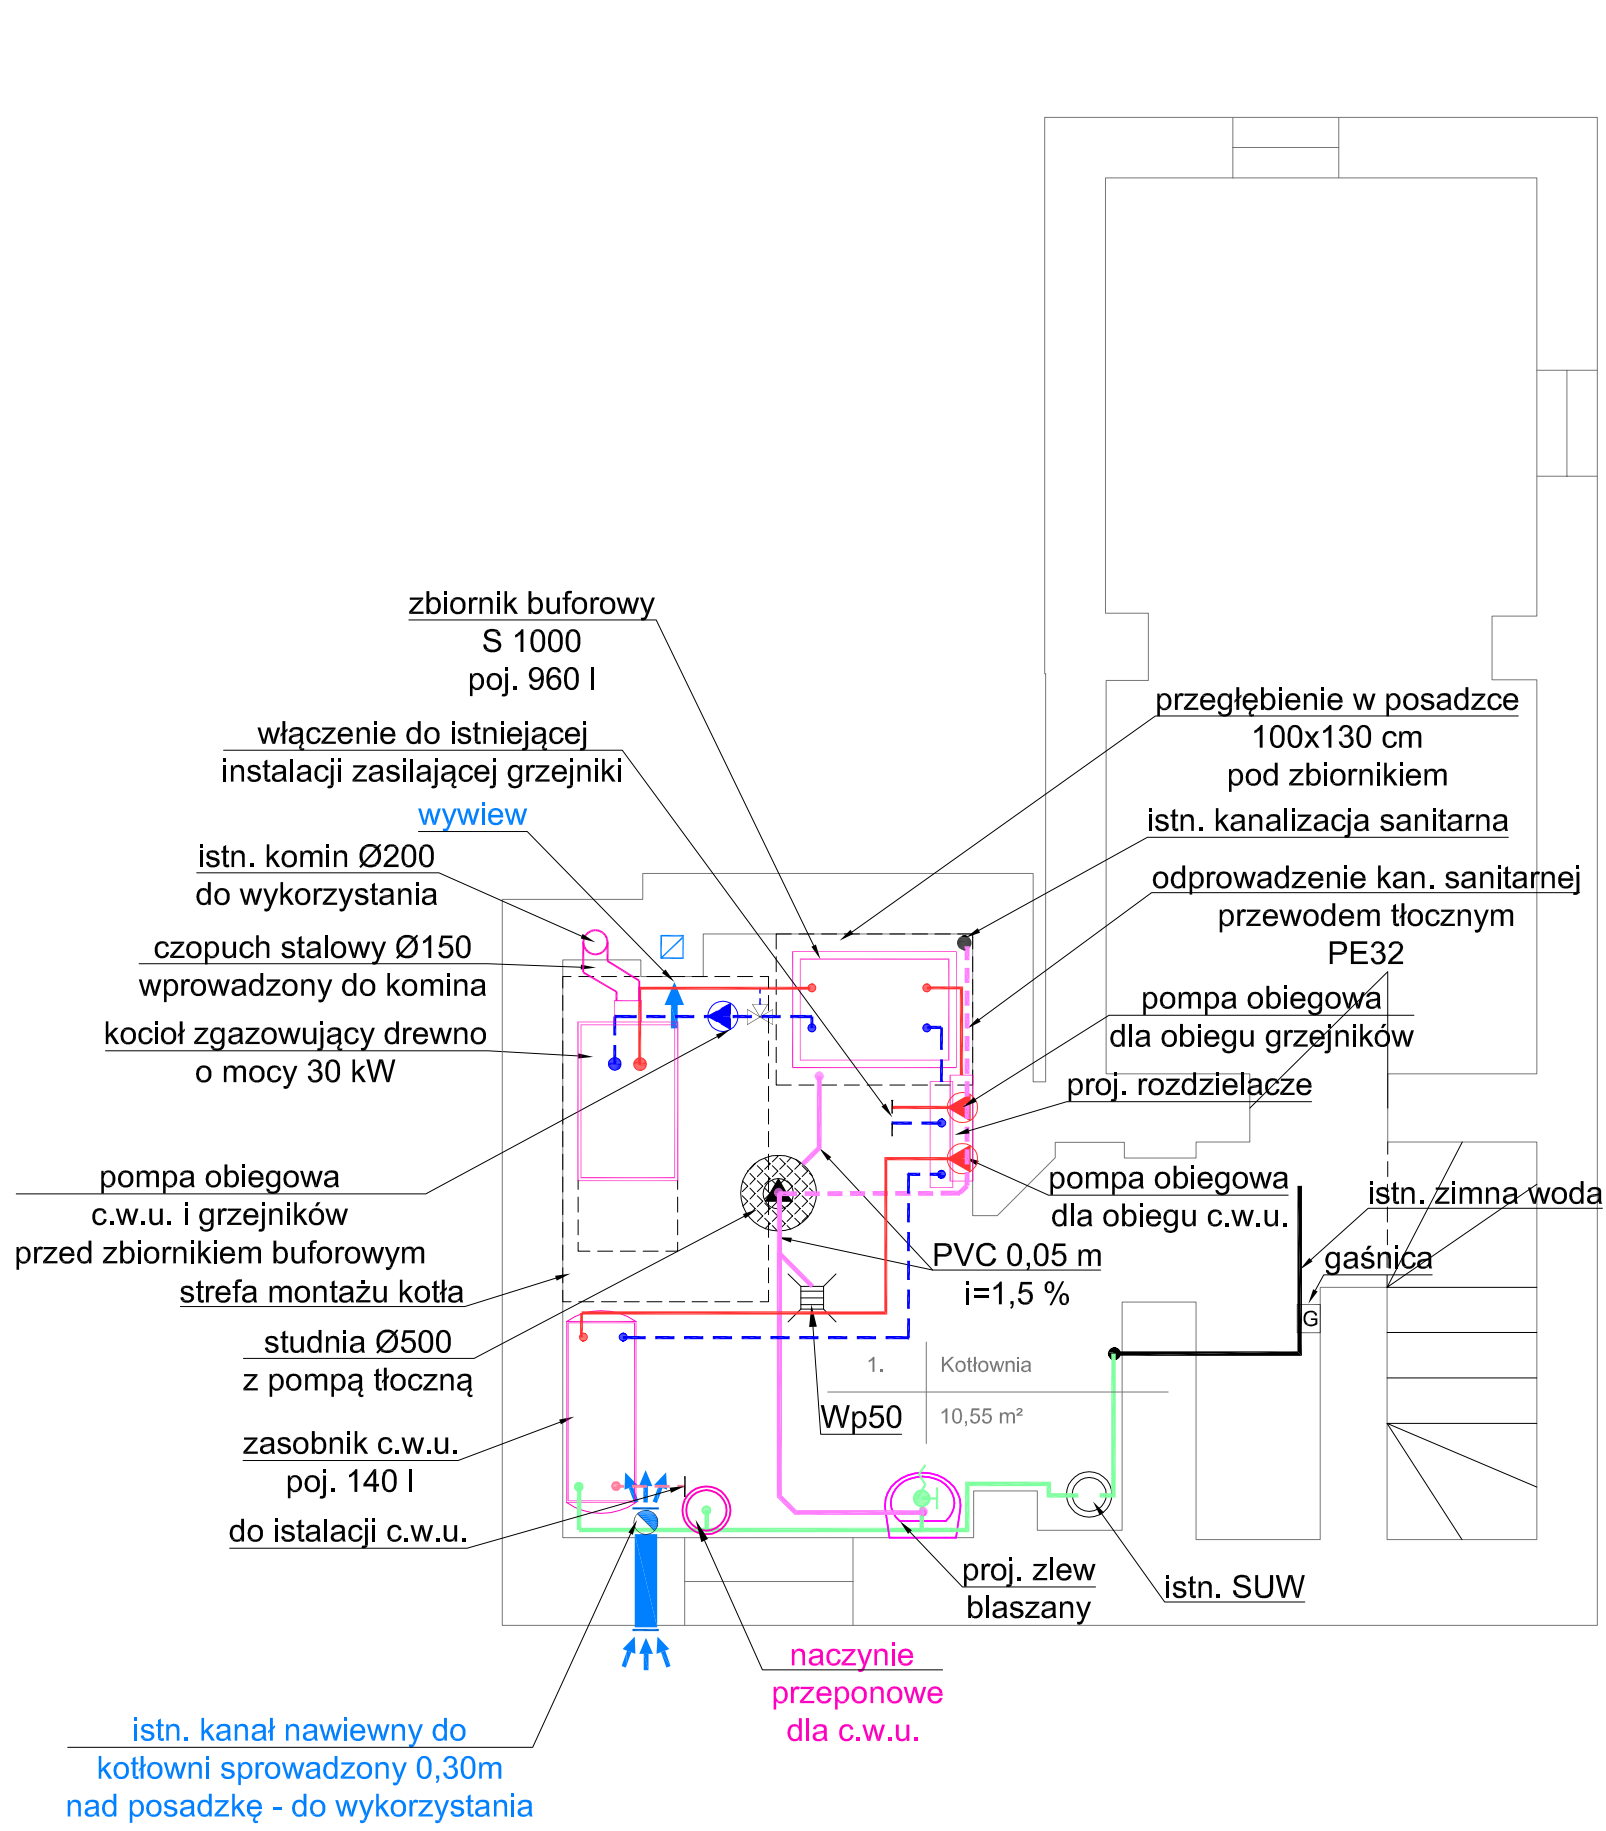 zbiornik buforowy
S 1000
poj. 960 l
włączenie do istniejącej
instalacji zasilającej grzejniki
wywiew
istn. komin Ø200
do wykorzystania
czopuch stalowy Ø150
wprowadzony do komina
kocioł zgazowujący drewno
o mocy 30 kW
pompa obiegowa
c.w.u. i grzejników
przed zbiornikiem buforowym
strefa montażu kotła
studnia Ø500
z pompą tłoczną
zasobnik c.w.u.
poj. 140 l
do istalacji c.w.u.
istn. kanał nawiewny do
kotłowni sprowadzony 0,30m
nad posadzkę - do wykorzystania
przegłębienie w posadzce
100x130 cm
pod zbiornikiem
istn. kanalizacja sanitarna
odprowadzenie kan. sanitarnej
przewodem tłocznym
PE32
pompa obiegowa
dla obiegu grzejników
proj. rozdzielacze
pompa obiegowa
dla obiegu c.w.u.
istn. zimna woda
PVC 0,05 m
i=1,5 %
gaśnica
G
1.
Kotłownia
10,55 m²
Wp50
proj. zlew
blaszany
istn. SUW
naczynie
przeponowe
dla c.w.u.